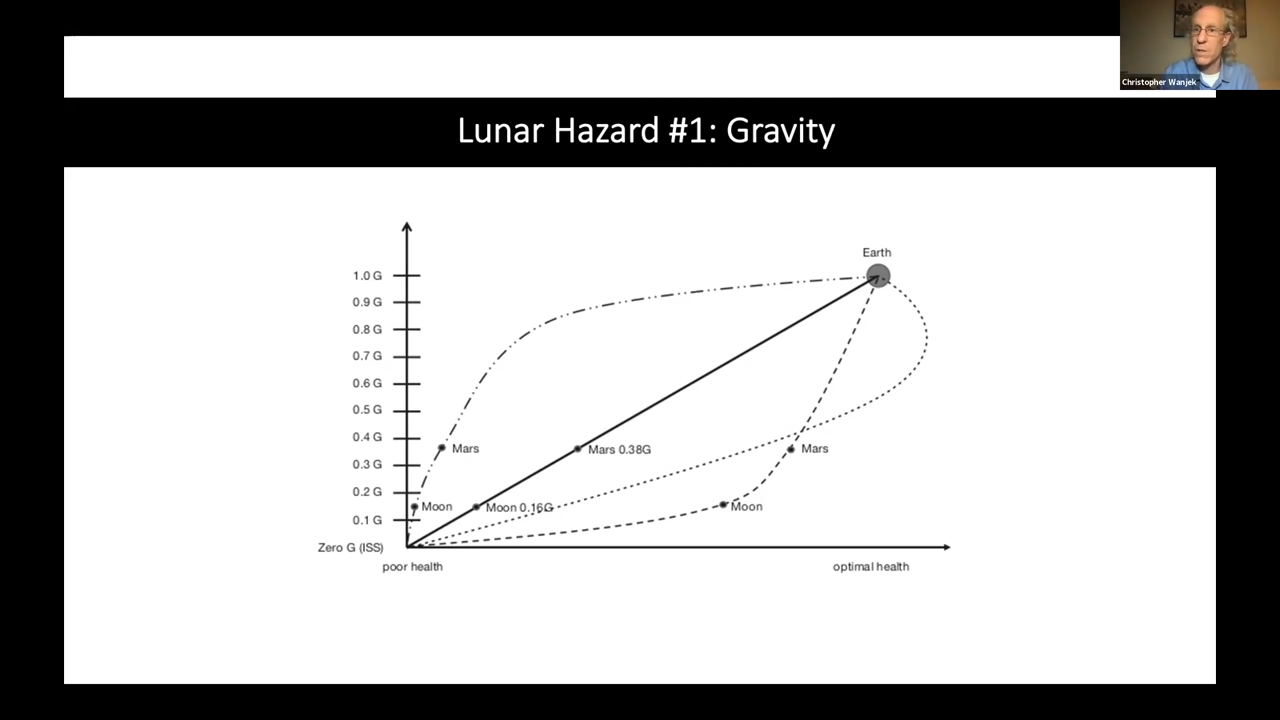 Christopher Wanjek
Lunar Hazard #1: Gravity
Earth
1.0 G
0.9 G
0.8 G
0.7 G
0.6 G
0.5 G
0.4 G
Mars
Mars 0.38G
Mars
0.3 G
0.2 G
Moon
Moon 0.16G
Moon
0.1 G
Zero G (ISS)
poor health
optimal health